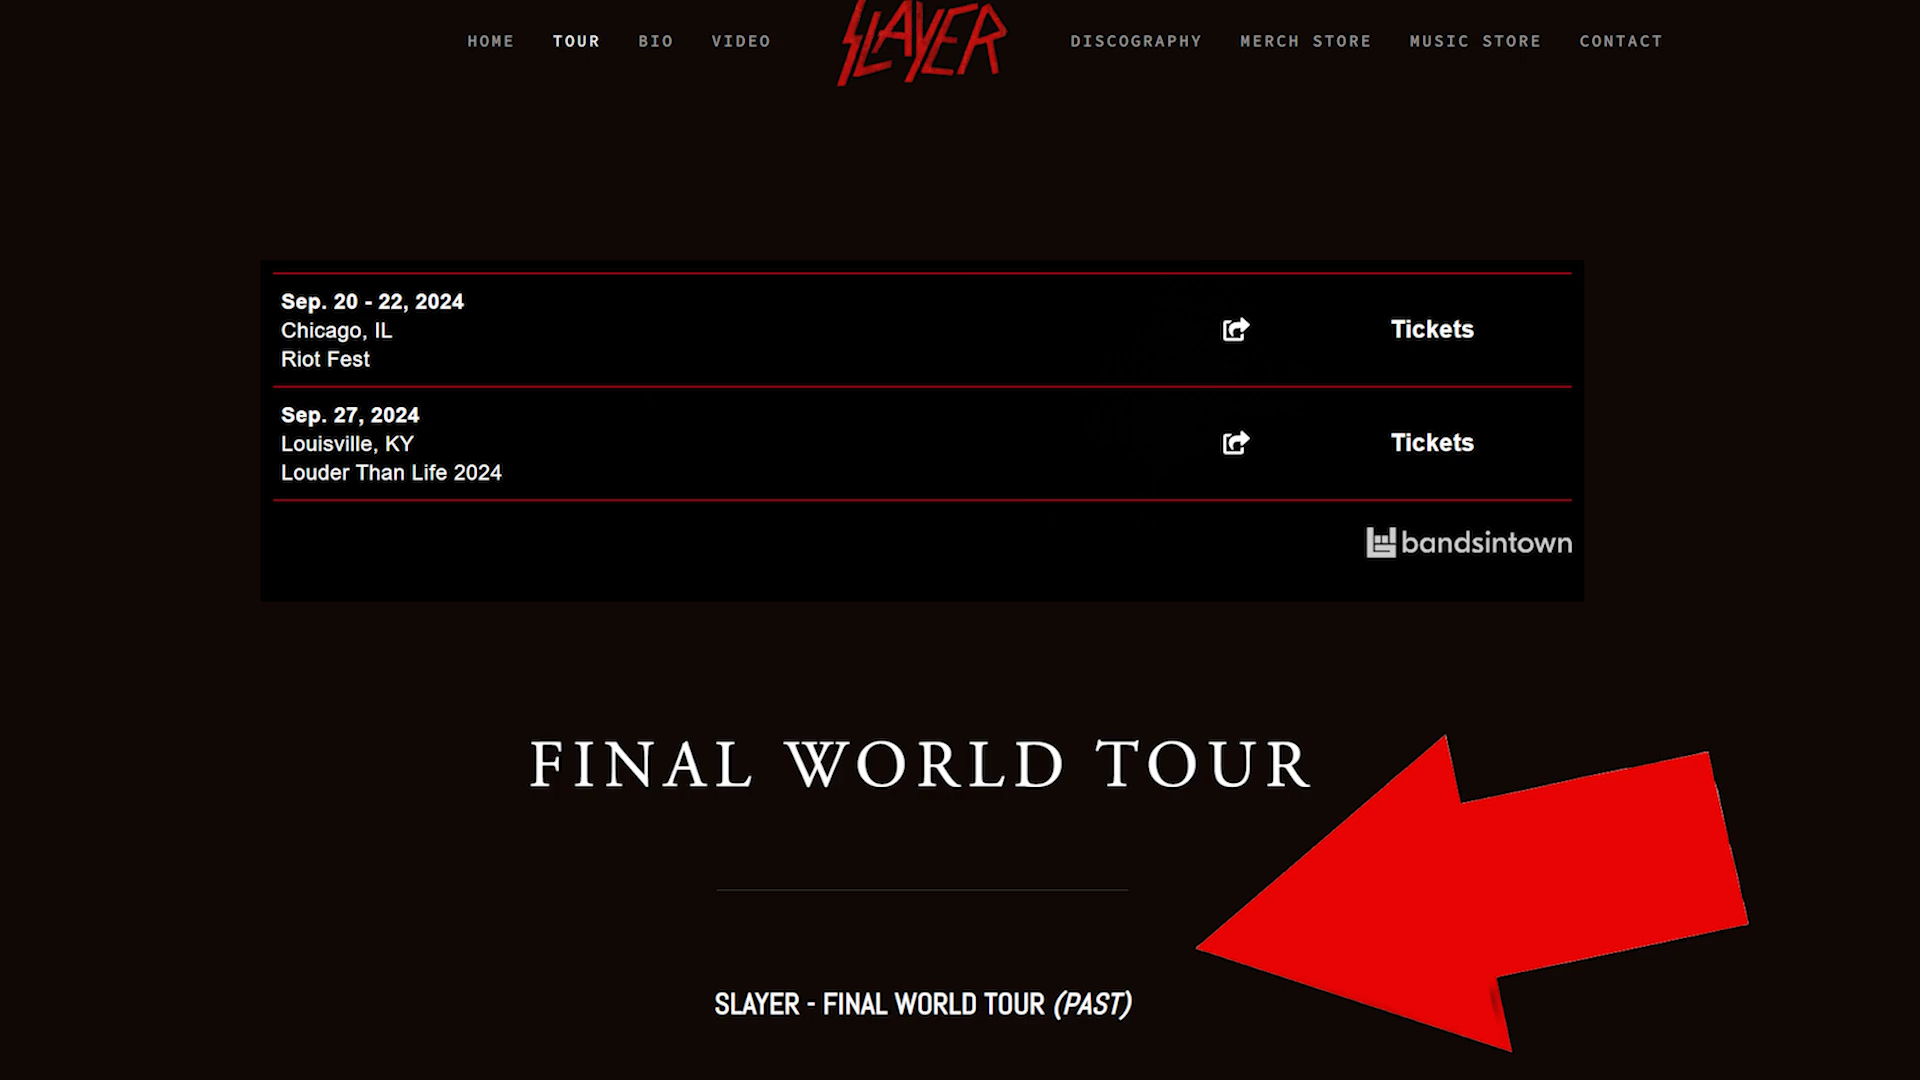 HOME TOUR BIO VIDEO SLAYER DISCOGRAPHY MERCH STORE MUSIC STORE CONTACT
Sep. 20 - 22, 2024
Chicago, IL
Riot Fest
Tickets
Sep. 27, 2024
Louisville, KY
Louder Than Life 2024
Tickets
bandsintown
FINAL WORLD TOUR
SLAYER - FINAL WORLD TOUR (PAST)